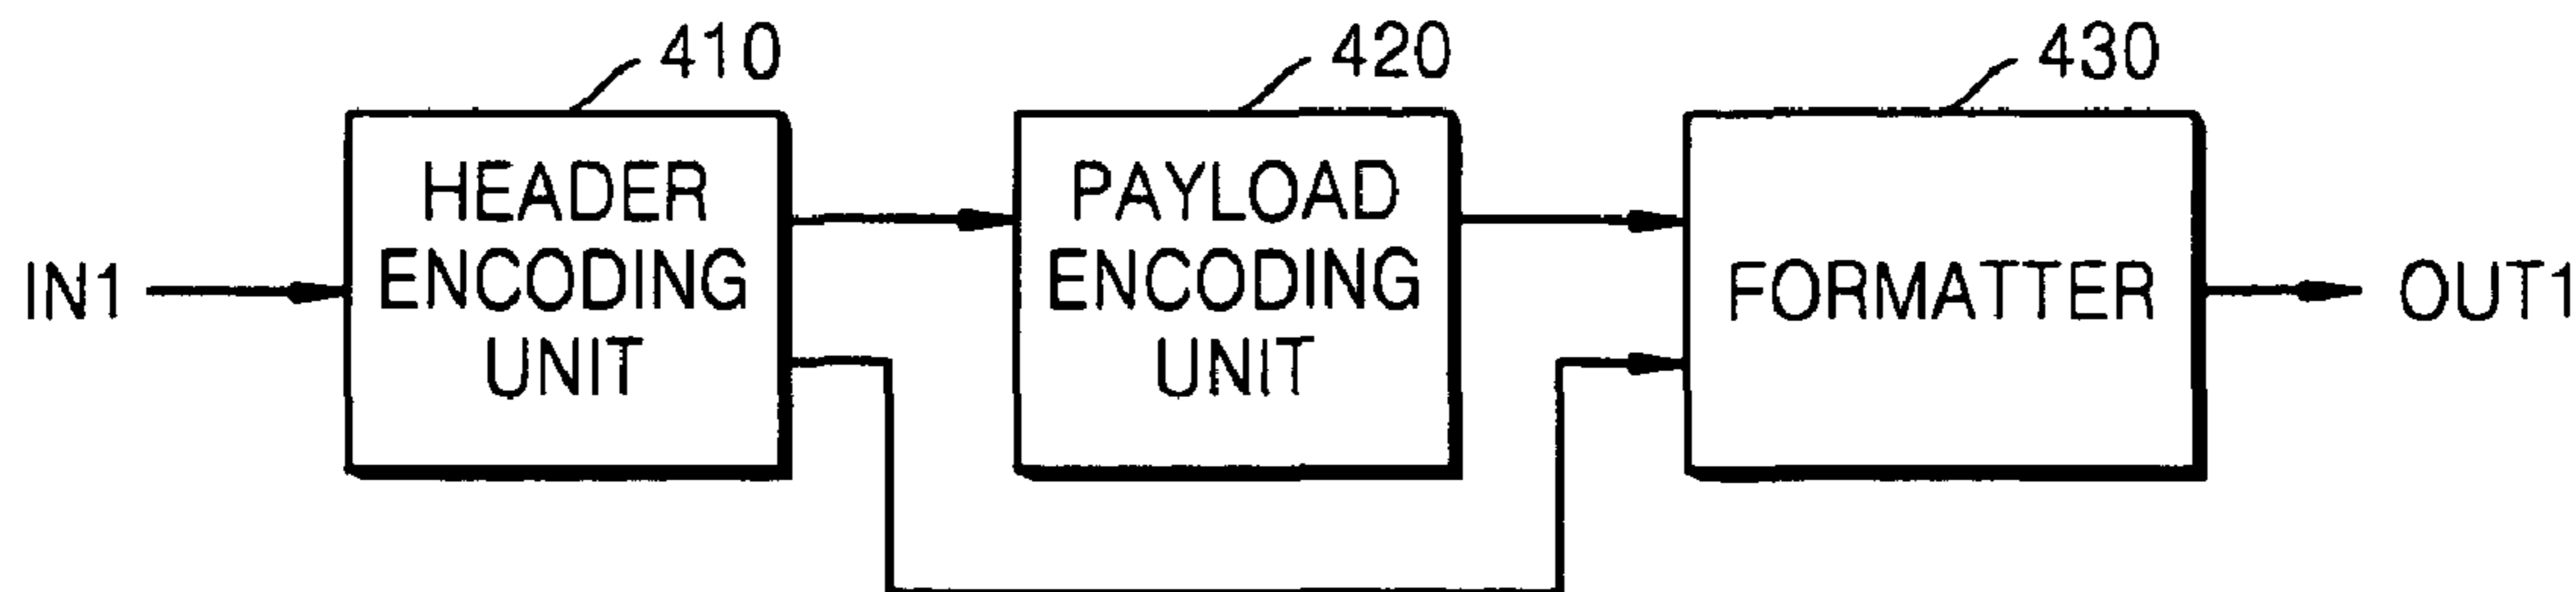 410
420
430
HEADER
ENCODING
UNIT
PAYLOAD
ENCODING
UNIT
FORMATTER
IN1
OUT1